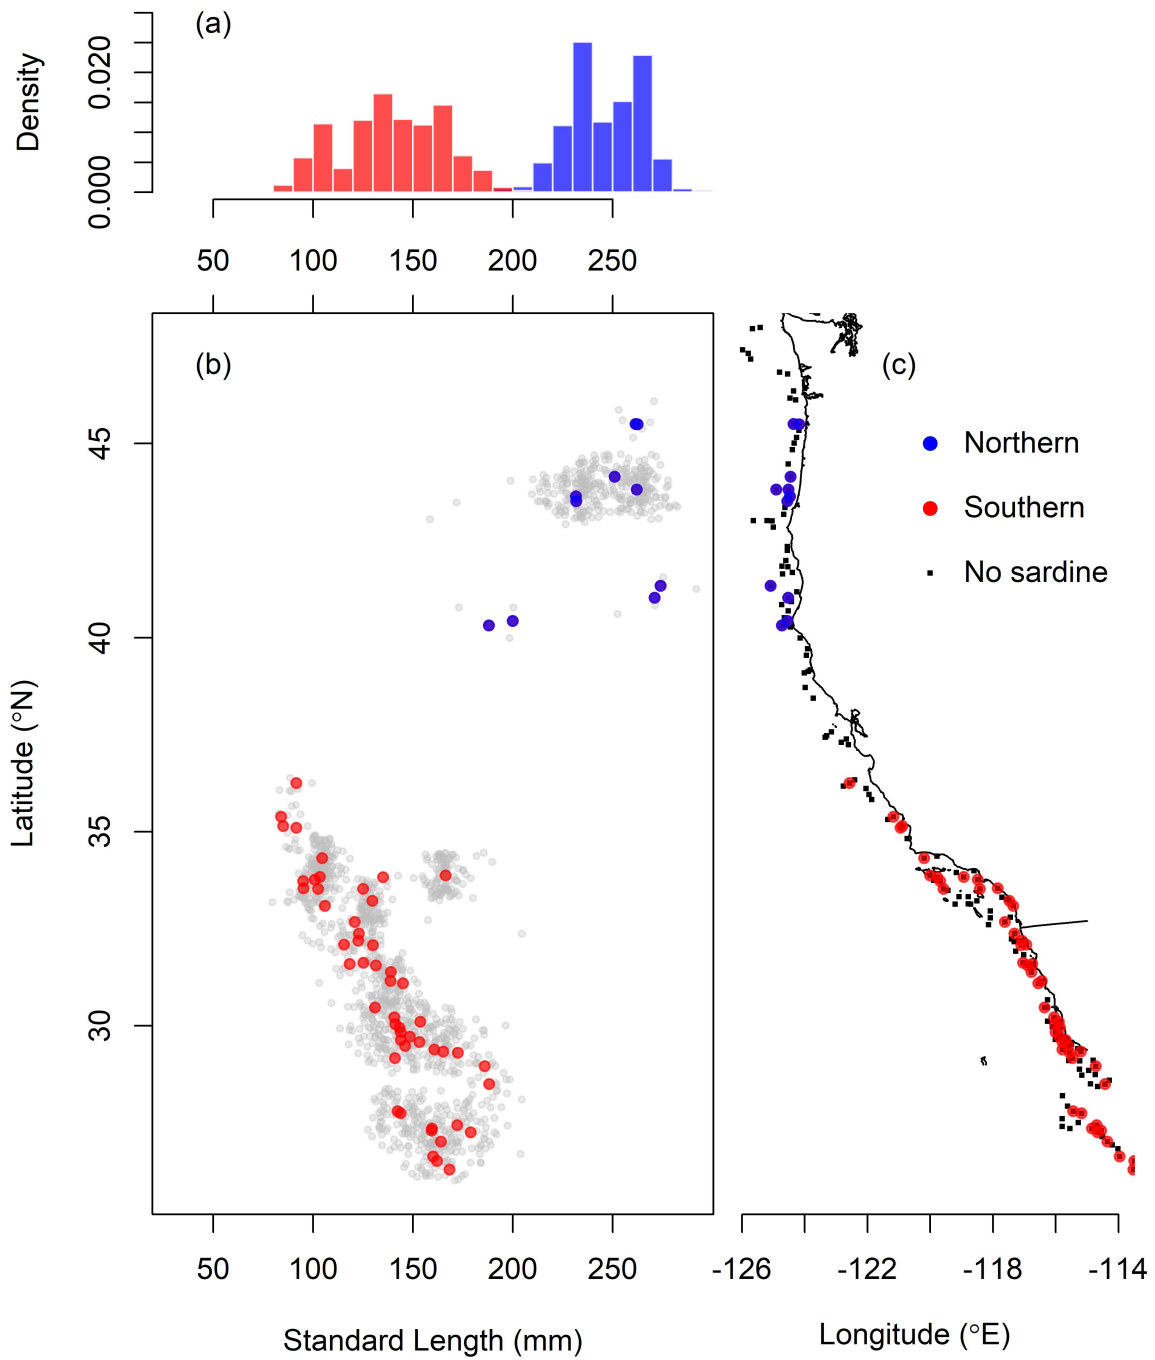 (a)
Density
0.020
0.000
50 100 150 200 250
(b)
(c)
Northern
Southern
No sardine
Latitude (°N)
45
40
35
30
50 100 150 200 250
-126 -122 -118 -114
Standard Length (mm)
Longitude (°E)